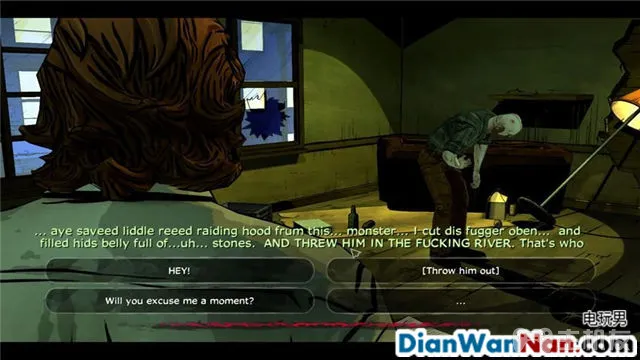 ... aye saveed liddle reeed raiding hood frum this... monster... I cut dis fugger oben... and
filled hids belly full of...uh... stones. AND THREW HIM IN THE FUCKING RIVER. That's who
HEY!
[Throw him out]
Will you excuse me a moment?
...
电玩男
DianWanNan.com